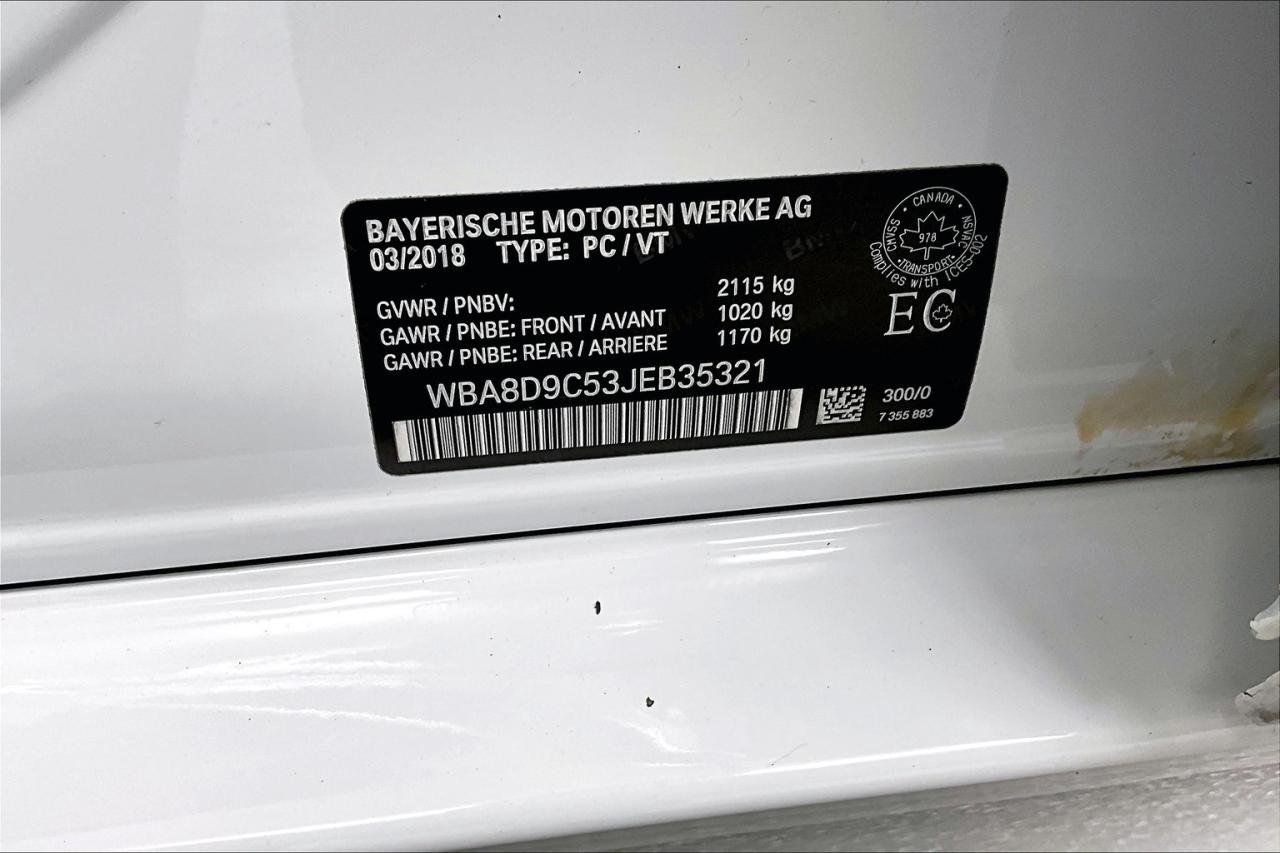 BAYERISCHE MOTOREN WERKE AG
03/2018 TYPE: PC / VT
GVWR / PNBV: 2115 kg
GAWR / PNBE: FRONT / AVANT 1020 kg
GAWR / PNBE: REAR / ARRIERE 1170 kg
WBA8D9C53JEB35321
CANADA
CMVSS 978 NSVAC
TRANSPORT
Complies with ICES-002
EC
300/0
7 355 883